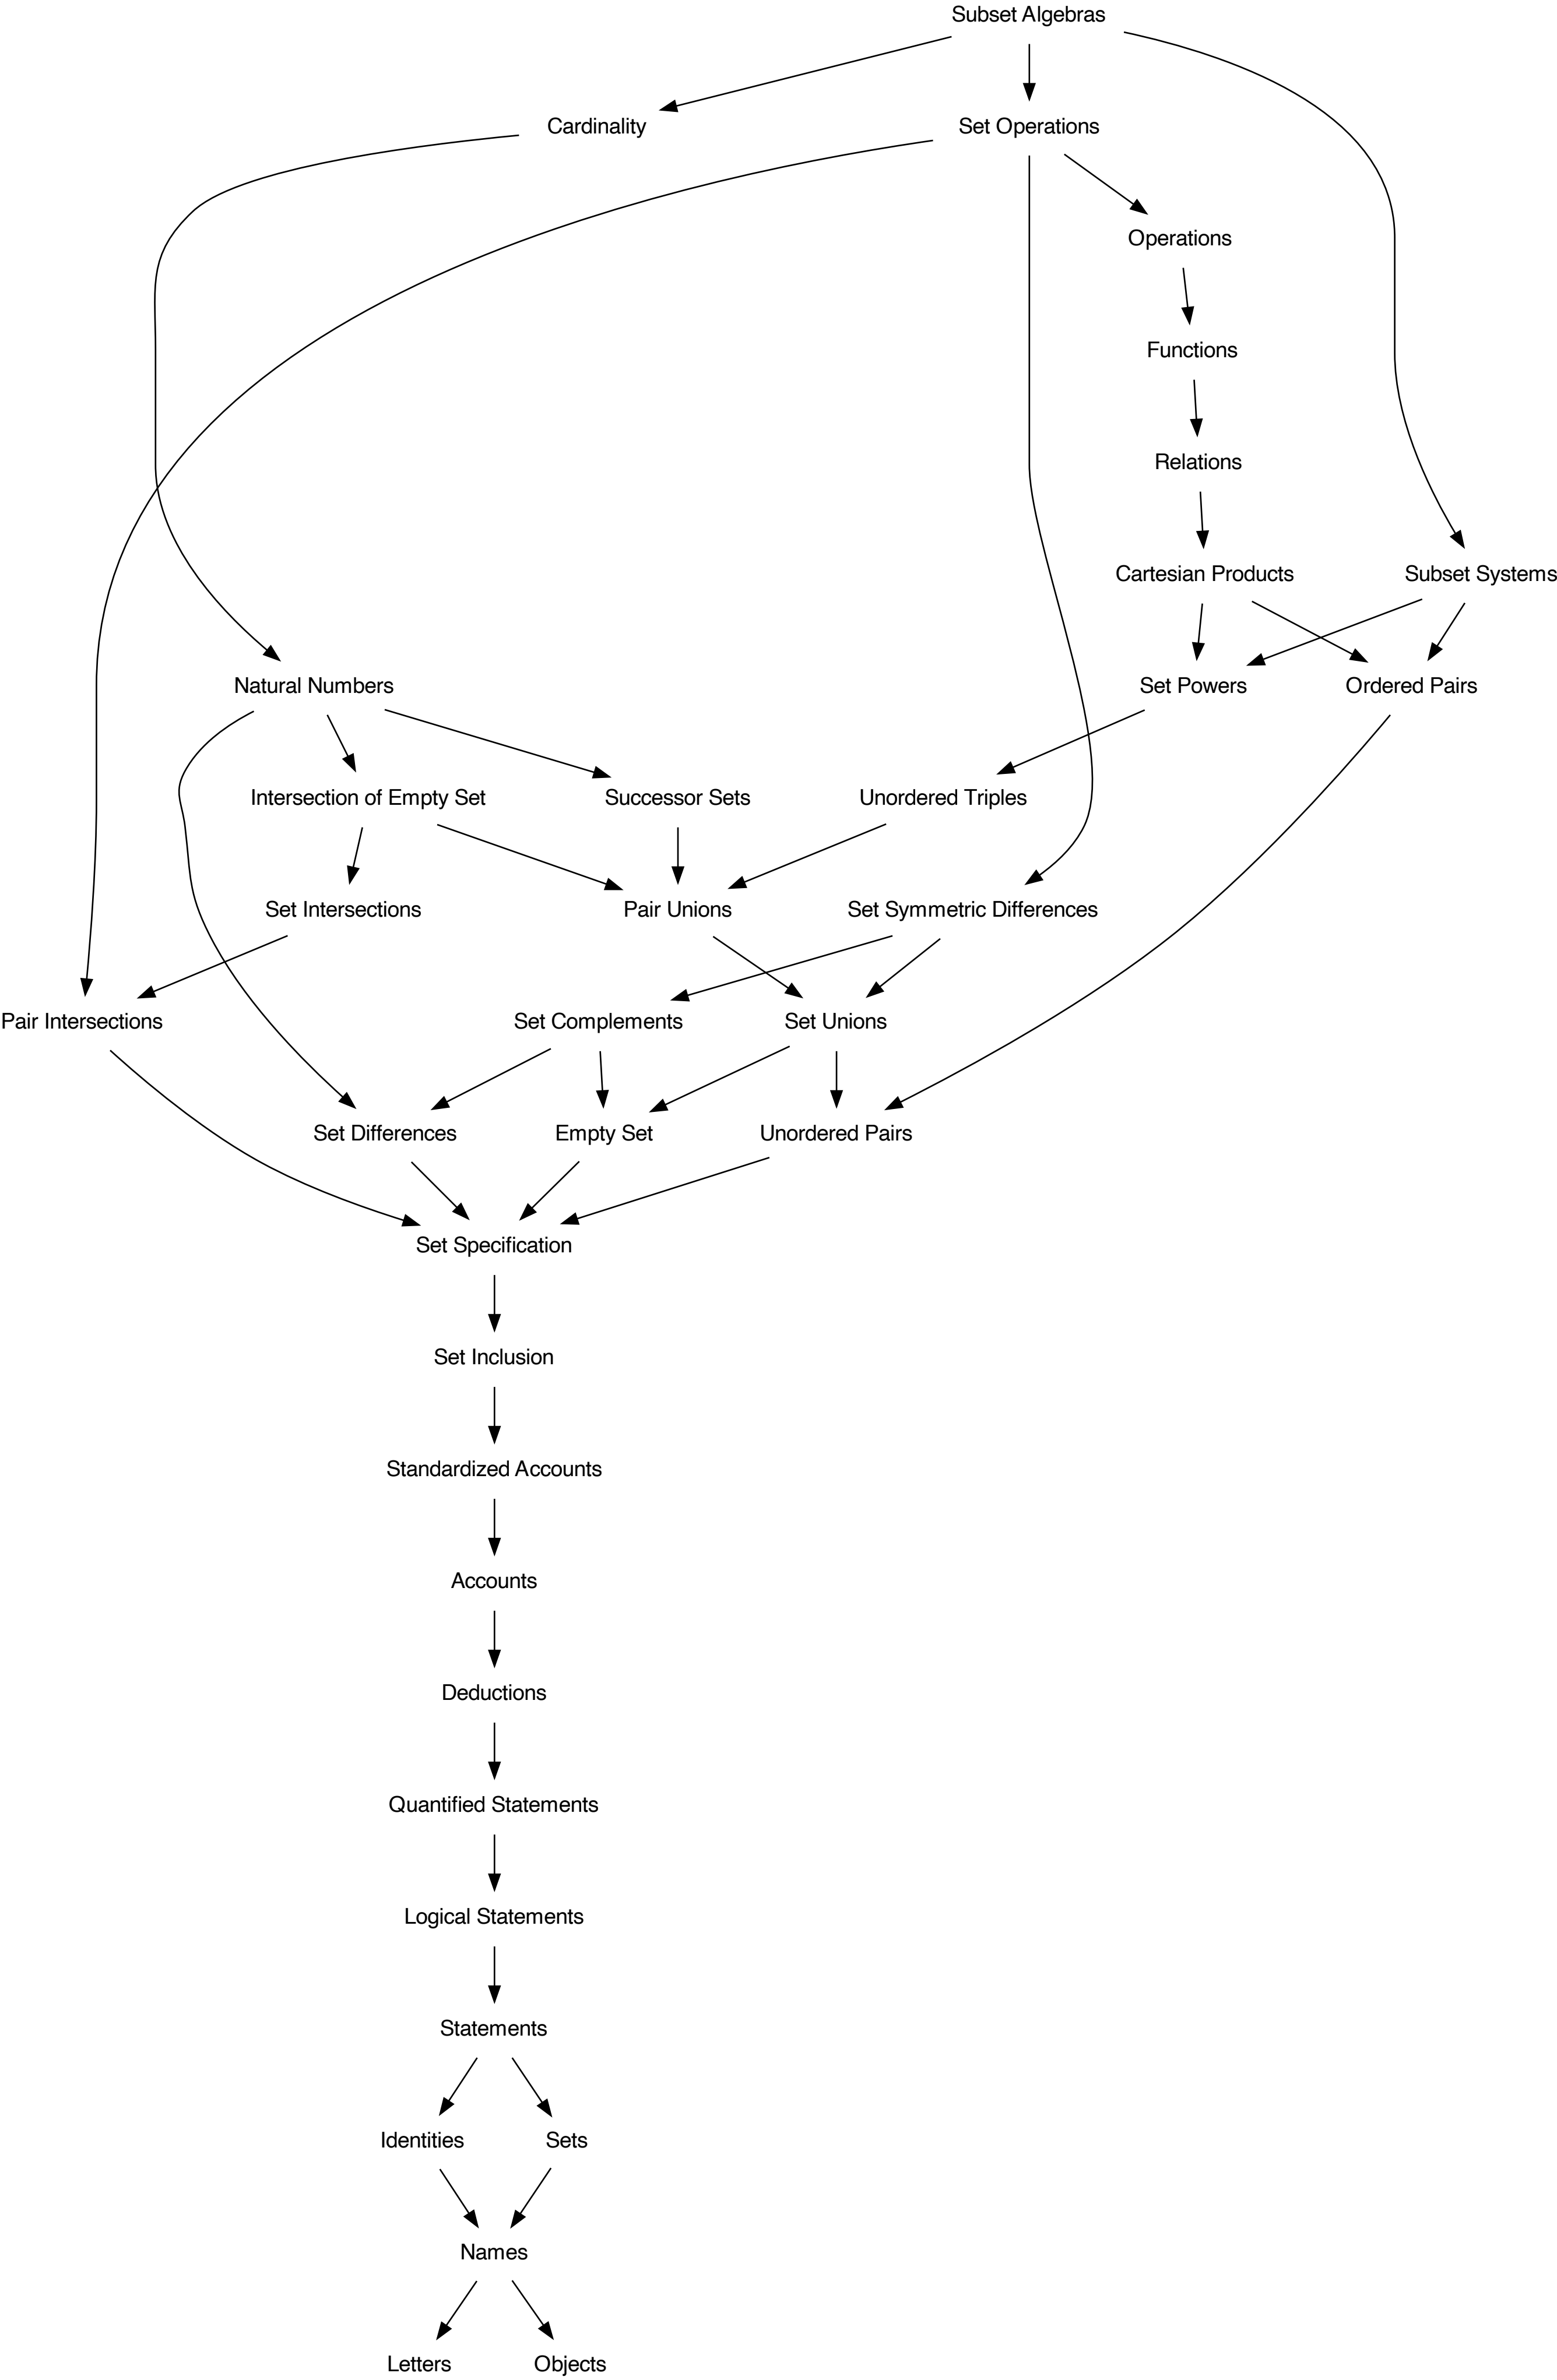 Subset Algebras
Cardinality
Set Operations
Operations
Functions
Relations
Cartesian Products
Subset Systems
Natural Numbers
Set Powers
Ordered Pairs
Intersection of Empty Set
Successor Sets
Unordered Triples
Set Intersections
Pair Unions
Set Symmetric Differences
Pair Intersections
Set Complements
Set Unions
Set Differences
Empty Set
Unordered Pairs
Set Specification
Set Inclusion
Standardized Accounts
Accounts
Deductions
Quantified Statements
Logical Statements
Statements
Identities
Sets
Names
Letters
Objects